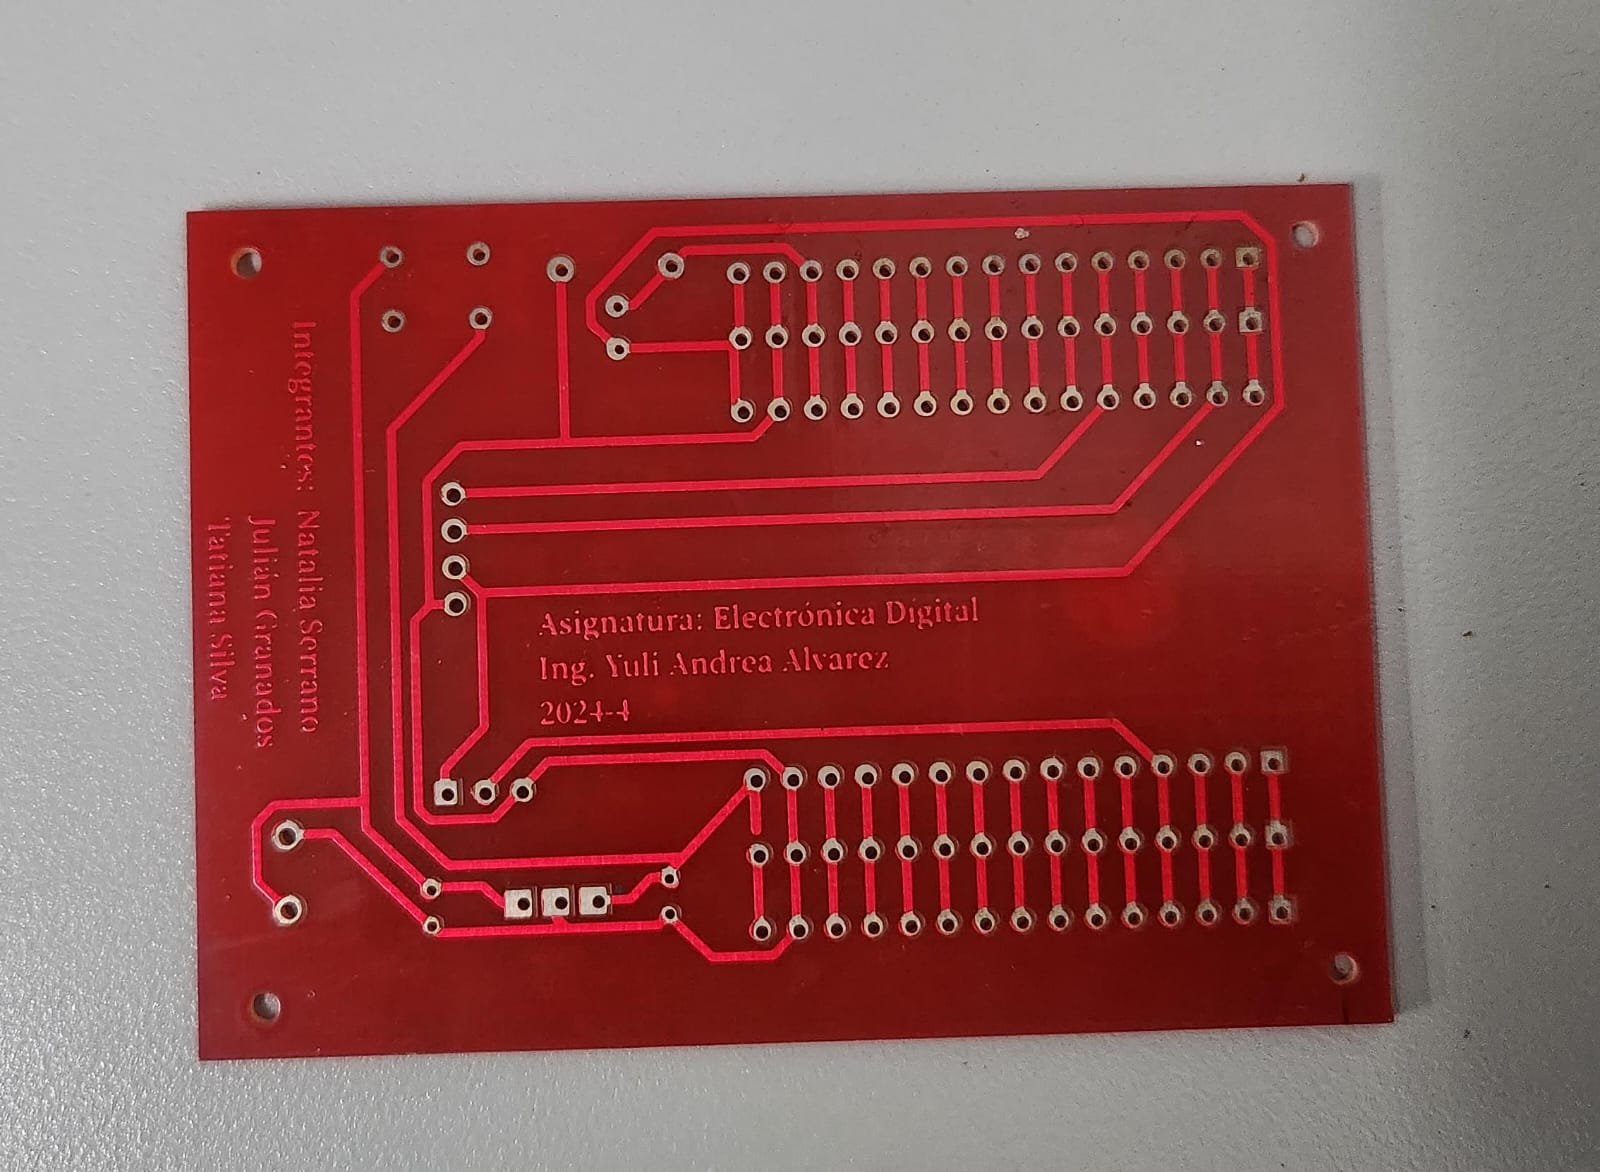 Integrantes: Natalia Serrano
Julián Granados
Tatiana Silva
Asignatura: Electrónica Digital
Ing. Yuli Andrea Alvarez
2024-4